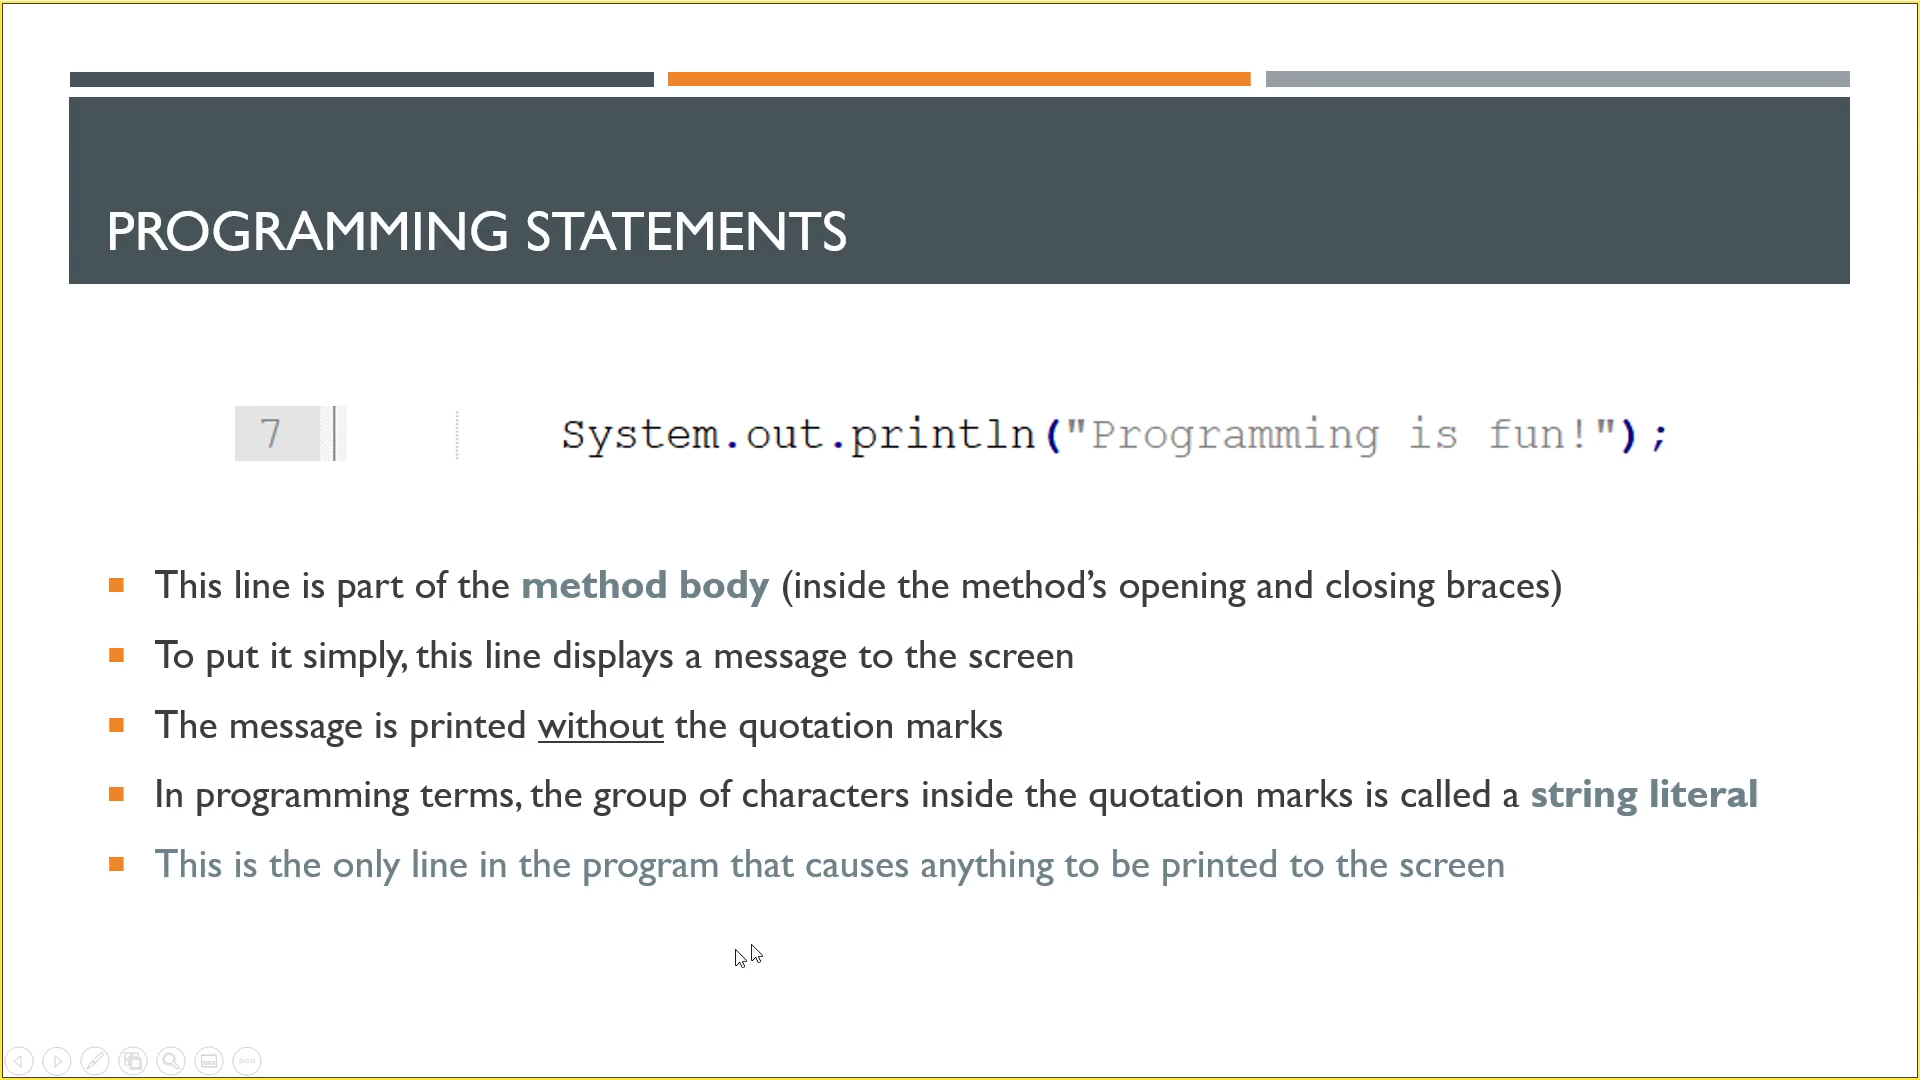 PROGRAMMING STATEMENTS
7 System.out.println("Programming is fun!");
This line is part of the method body (inside the method’s opening and closing braces)
To put it simply, this line displays a message to the screen
The message is printed without the quotation marks
In programming terms, the group of characters inside the quotation marks is called a string literal
This is the only line in the program that causes anything to be printed to the screen